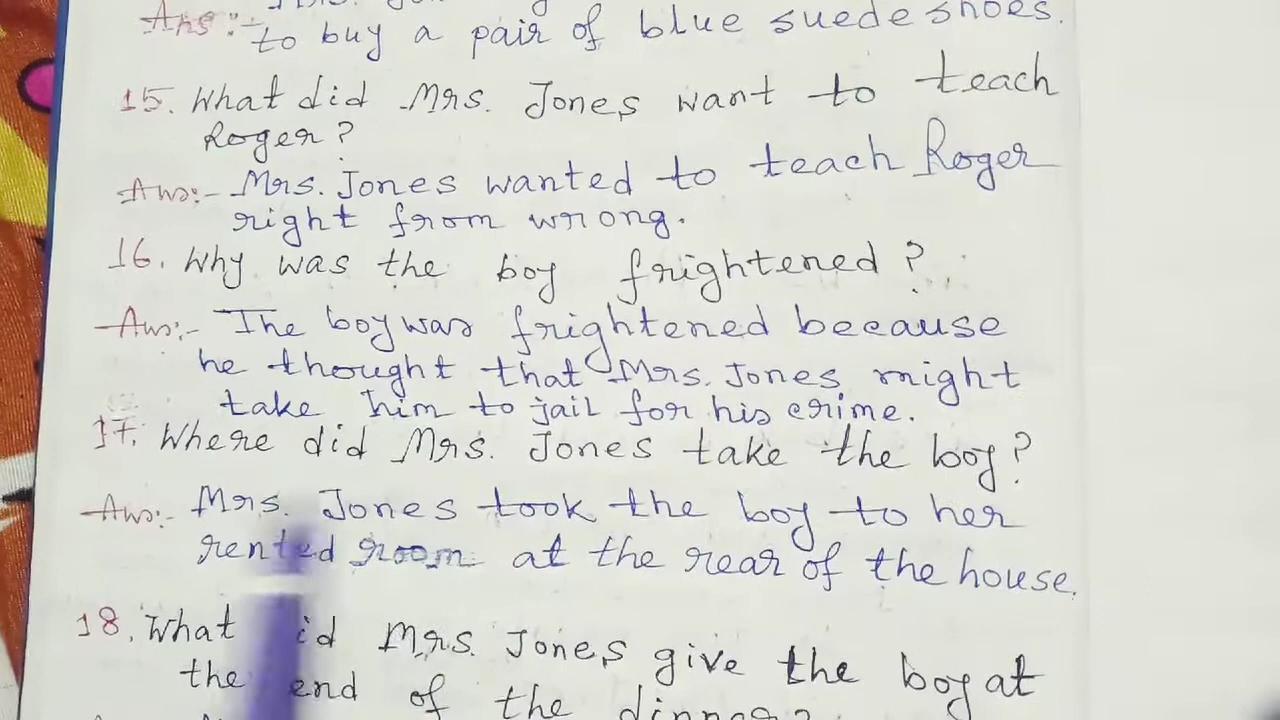 Ans:- to buy a pair of blue suede shoes.
15. What did Mrs. Jones want to teach
Roger?
Ans:- Mrs. Jones wanted to teach Roger
right from wrong.
16. Why was the boy frightened?
Ans:- The boy was frightened because
he thought that Mrs. Jones might
take him to jail for his crime.
17. Where did Mrs. Jones take the boy?
Ans:- Mrs. Jones took the boy to her
rented room at the rear of the house.
18. What did Mrs. Jones give the boy at
the end of the dinner?